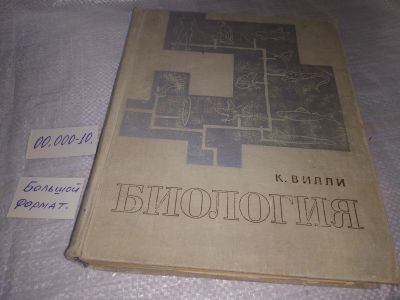 00.000-10.
Большой
формат.
К. ВИЛЛИ
БИОЛОГИЯ